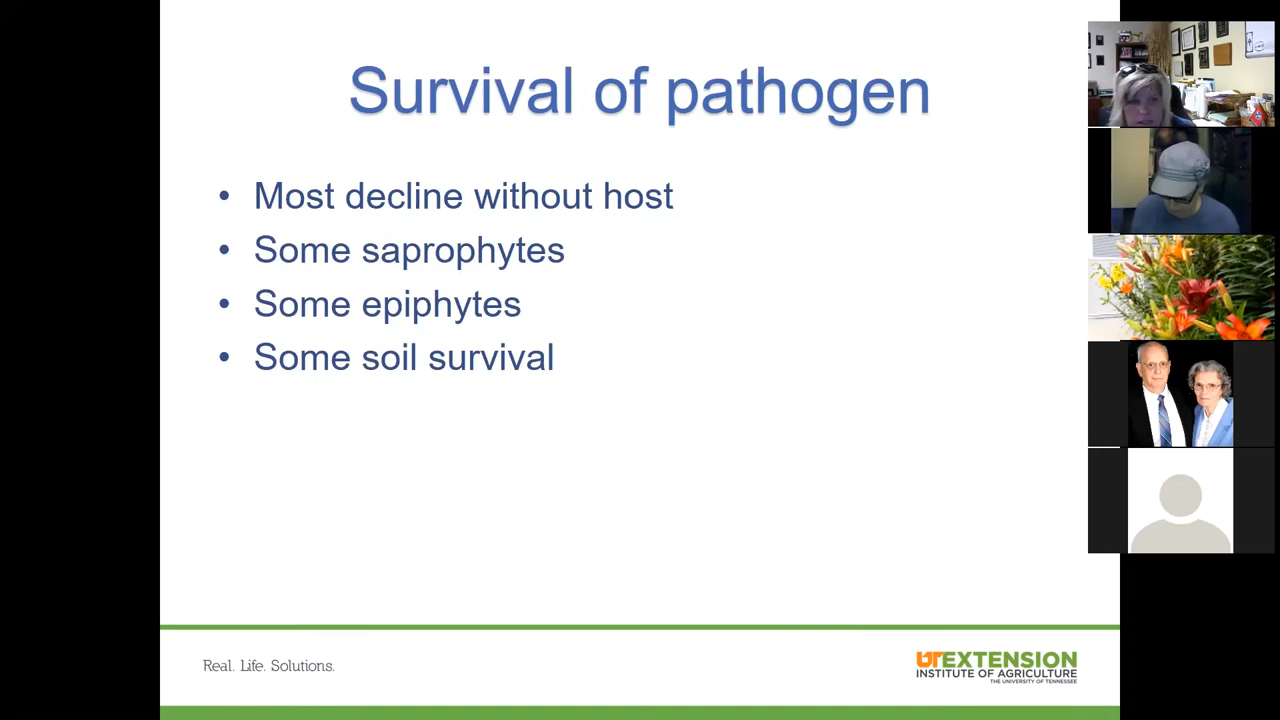 Survival of pathogen
• Most decline without host
• Some saprophytes
• Some epiphytes
• Some soil survival
Real. Life. Solutions.
UTEXTENSION
INSTITUTE OF AGRICULTURE
THE UNIVERSITY OF TENNESSEE